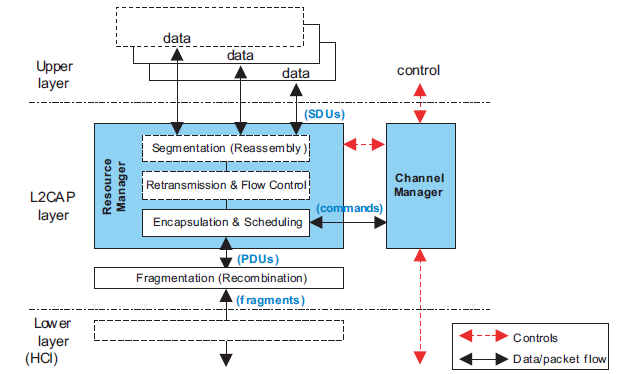 data
data
data
Upper
layer
control
(SDUs)
Segmentation (Reassembly)
Resource
Manager
Retransmission & Flow Control
Channel
Manager
L2CAP
layer
(commands)
Encapsulation & Scheduling
(PDUs)
Fragmentation (Recombination)
(fragments)
Lower
layer
(HCI)
Controls
Data/packet flow